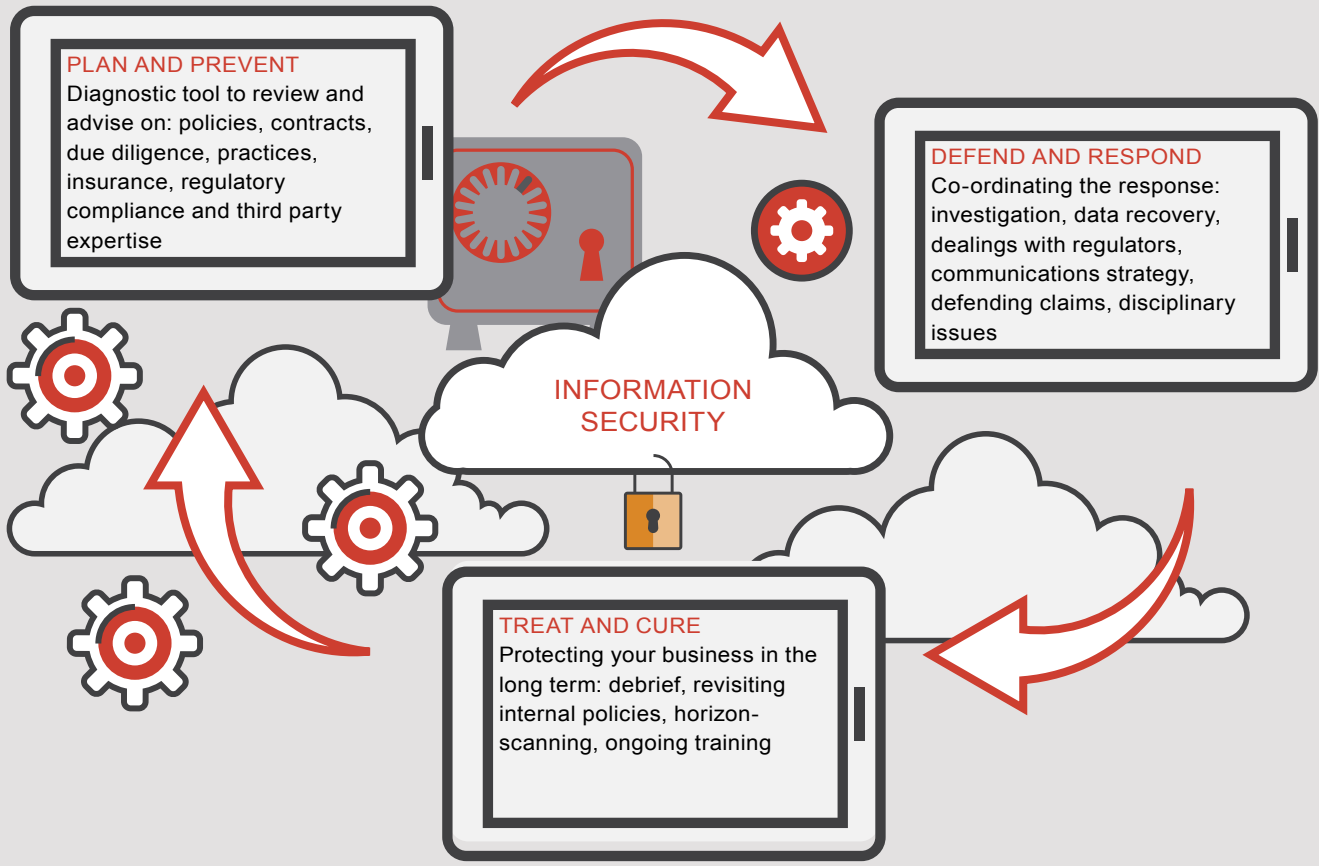 PLAN AND PREVENT
Diagnostic tool to review and
advise on: policies, contracts,
due diligence, practices,
insurance, regulatory
compliance and third party
expertise
DEFEND AND RESPOND
Co-ordinating the response:
investigation, data recovery,
dealings with regulators,
communications strategy,
defending claims, disciplinary
issues
INFORMATION
SECURITY
TREAT AND CURE
Protecting your business in the
long term: debrief, revisiting
internal policies, horizon-
scanning, ongoing training